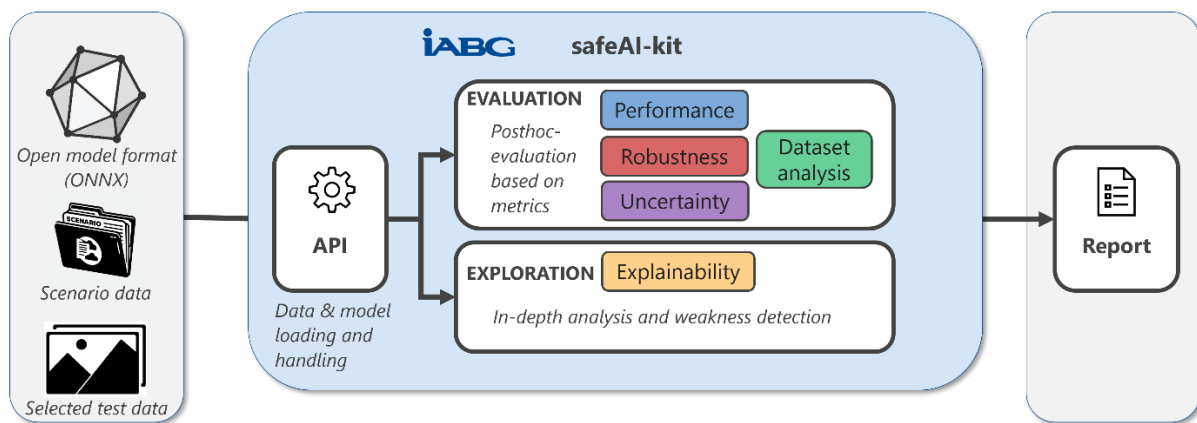 Open model format
(ONNX)
SCENARIO
Scenario data
Selected test data
iABG safeAI-kit
API
Data & model
loading and
handling
EVALUATION
Posthoc-
evaluation
based on
metrics
Performance
Robustness
Uncertainty
Dataset
analysis
EXPLORATION
Explainability
In-depth analysis and weakness detection
Report